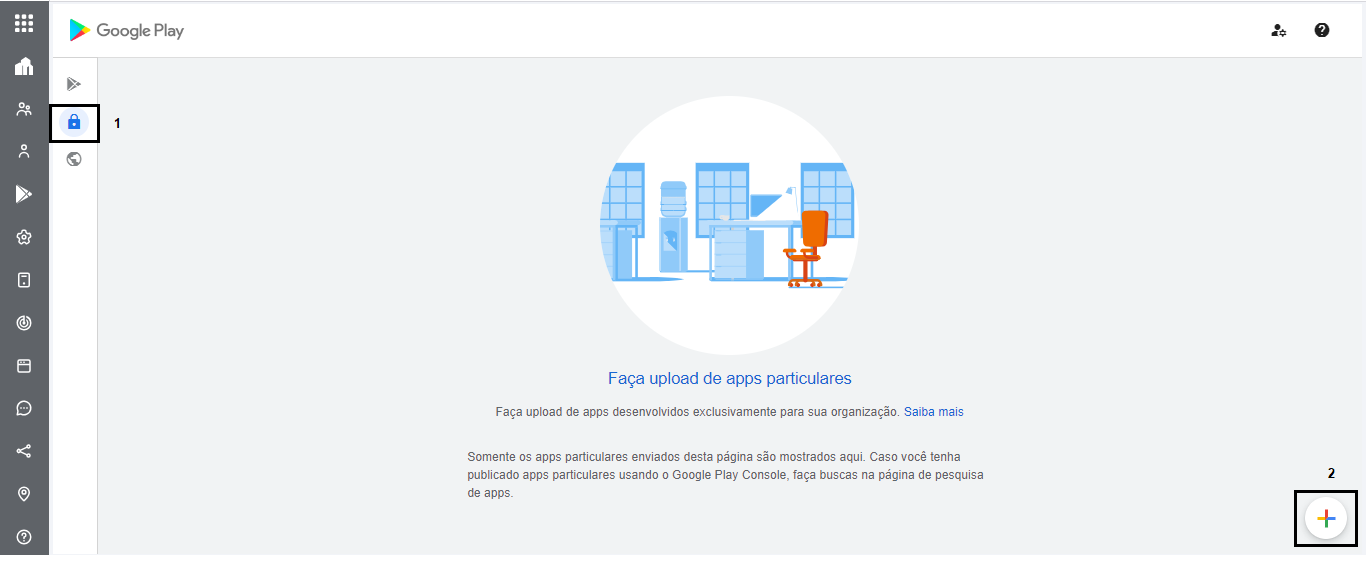 Google Play
1
Faça upload de apps particulares
Faça upload de apps desenvolvidos exclusivamente para sua organização. Saiba mais
Somente os apps particulares enviados desta página são mostrados aqui. Caso você tenha
publicado apps particulares usando o Google Play Console, faça buscas na página de pesquisa
de apps.
2